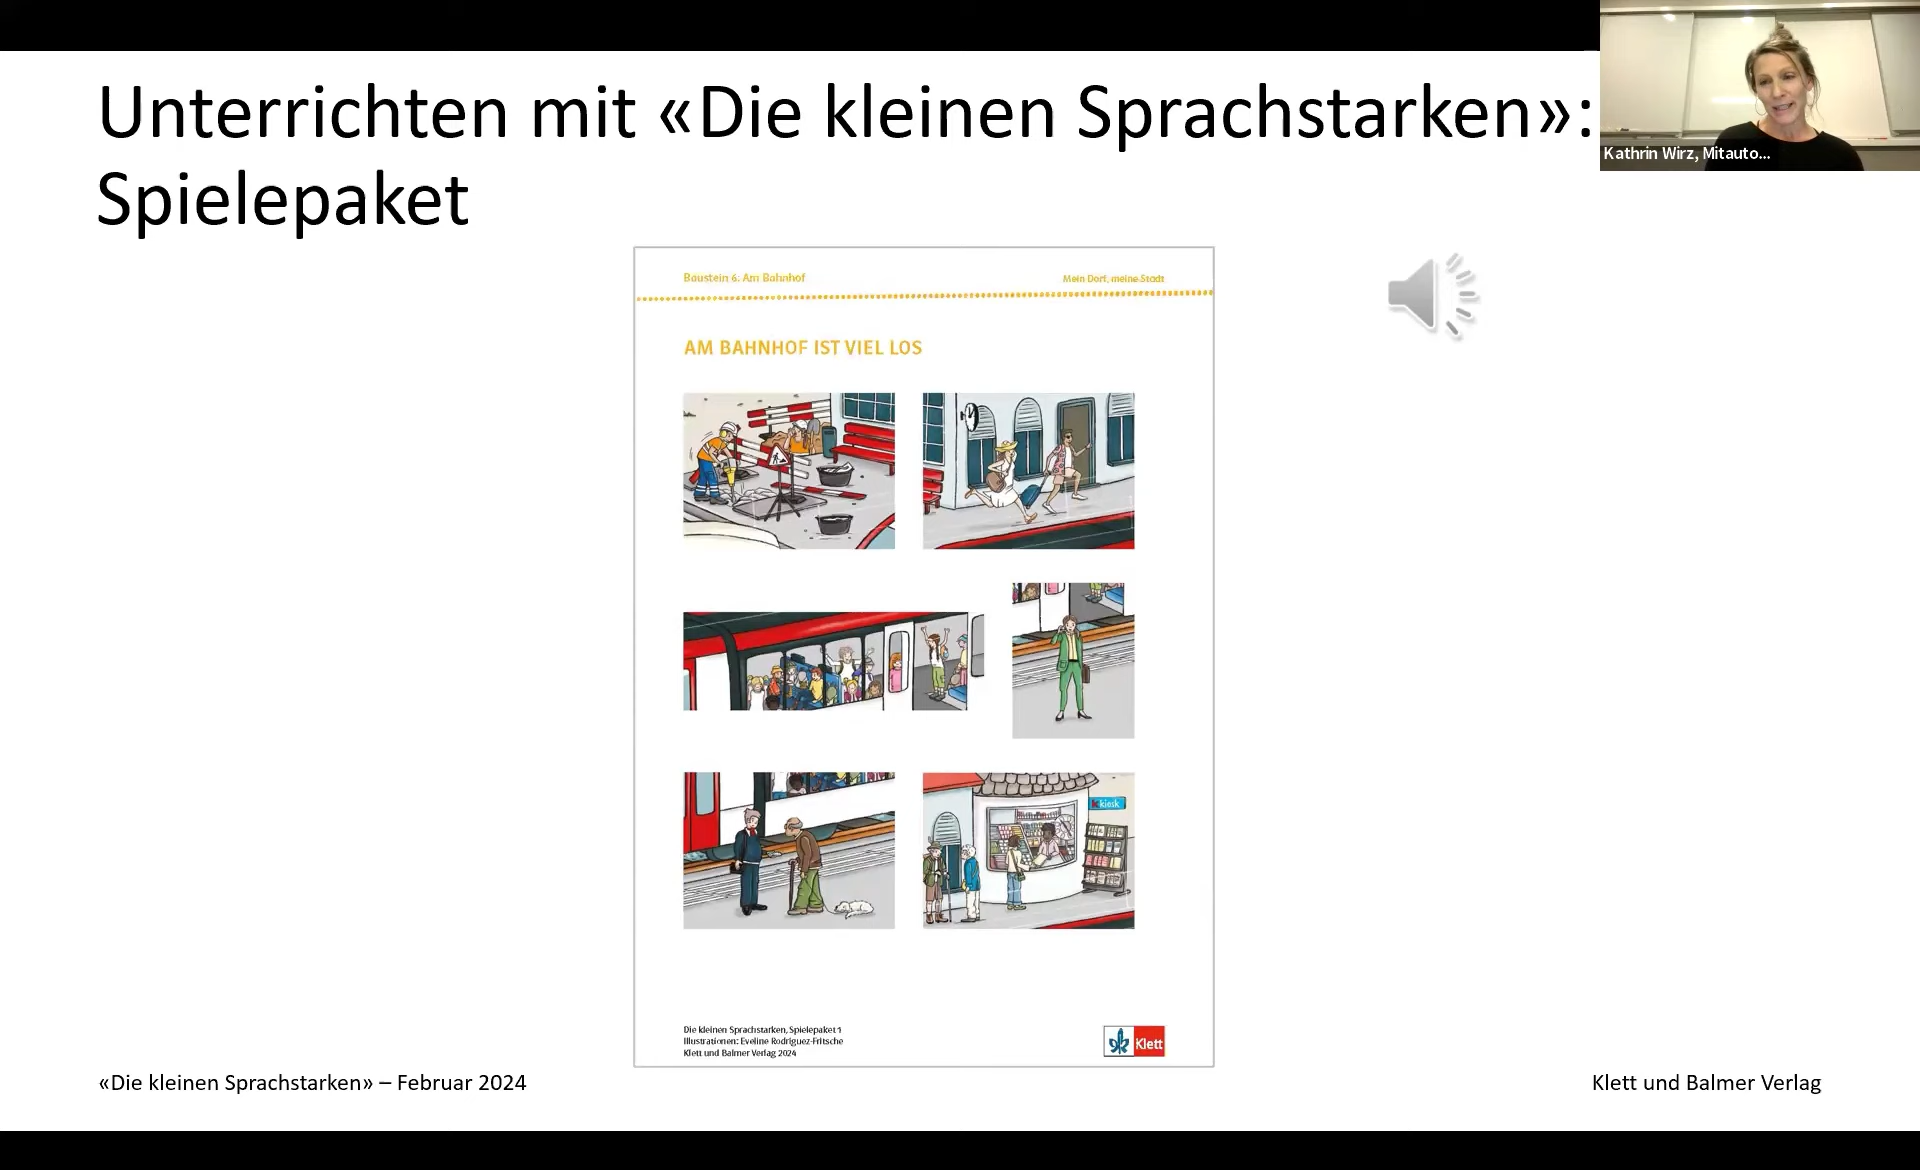 Unterrichten mit «Die kleinen Sprachstarken»:
Spielepaket
Kathrin Wirz, Mitauto...
Baustein 6: Am Bahnhof
Mein Dorf, meine Stadt
AM BAHNHOF IST VIEL LOS
kiosk
Die kleinen Sprachstarken, Spielepaket 1
Illustrationen: Eveline Rodriguez-Fritsche
Klett und Balmer Verlag 2024
Klett
«Die kleinen Sprachstarken» – Februar 2024
Klett und Balmer Verlag